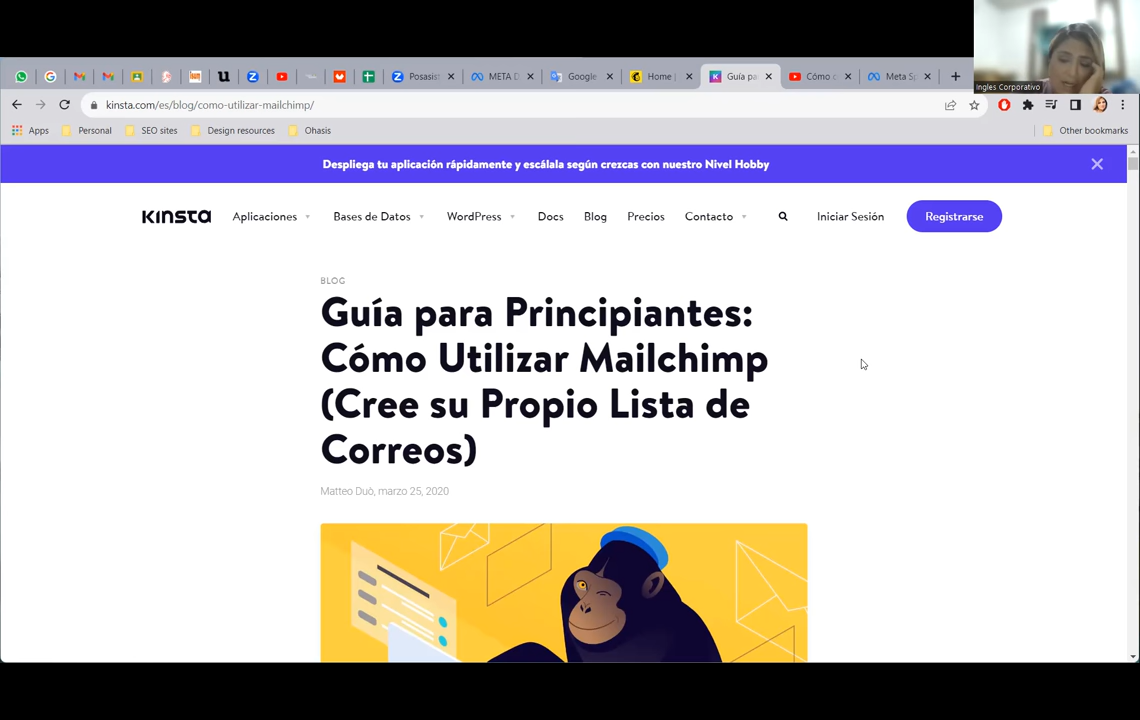 Ingles Corporativo
Posasist
META D
Google
Home |
Guía pa
Cómo c
Meta Sp
kinsta.com/es/blog/como-utilizar-mailchimp/
Apps Personal SEO sites Design resources Ohasis Other bookmarks
Despliega tu aplicación rápidamente y escálala según crezcas con nuestro Nivel Hobby
KINSTA Aplicaciones Bases de Datos WordPress Docs Blog Precios Contacto Iniciar Sesión Registrarse
BLOG
Guía para Principiantes:
Cómo Utilizar Mailchimp
(Cree su Propio Lista de
Correos)
Matteo Duò, marzo 25, 2020